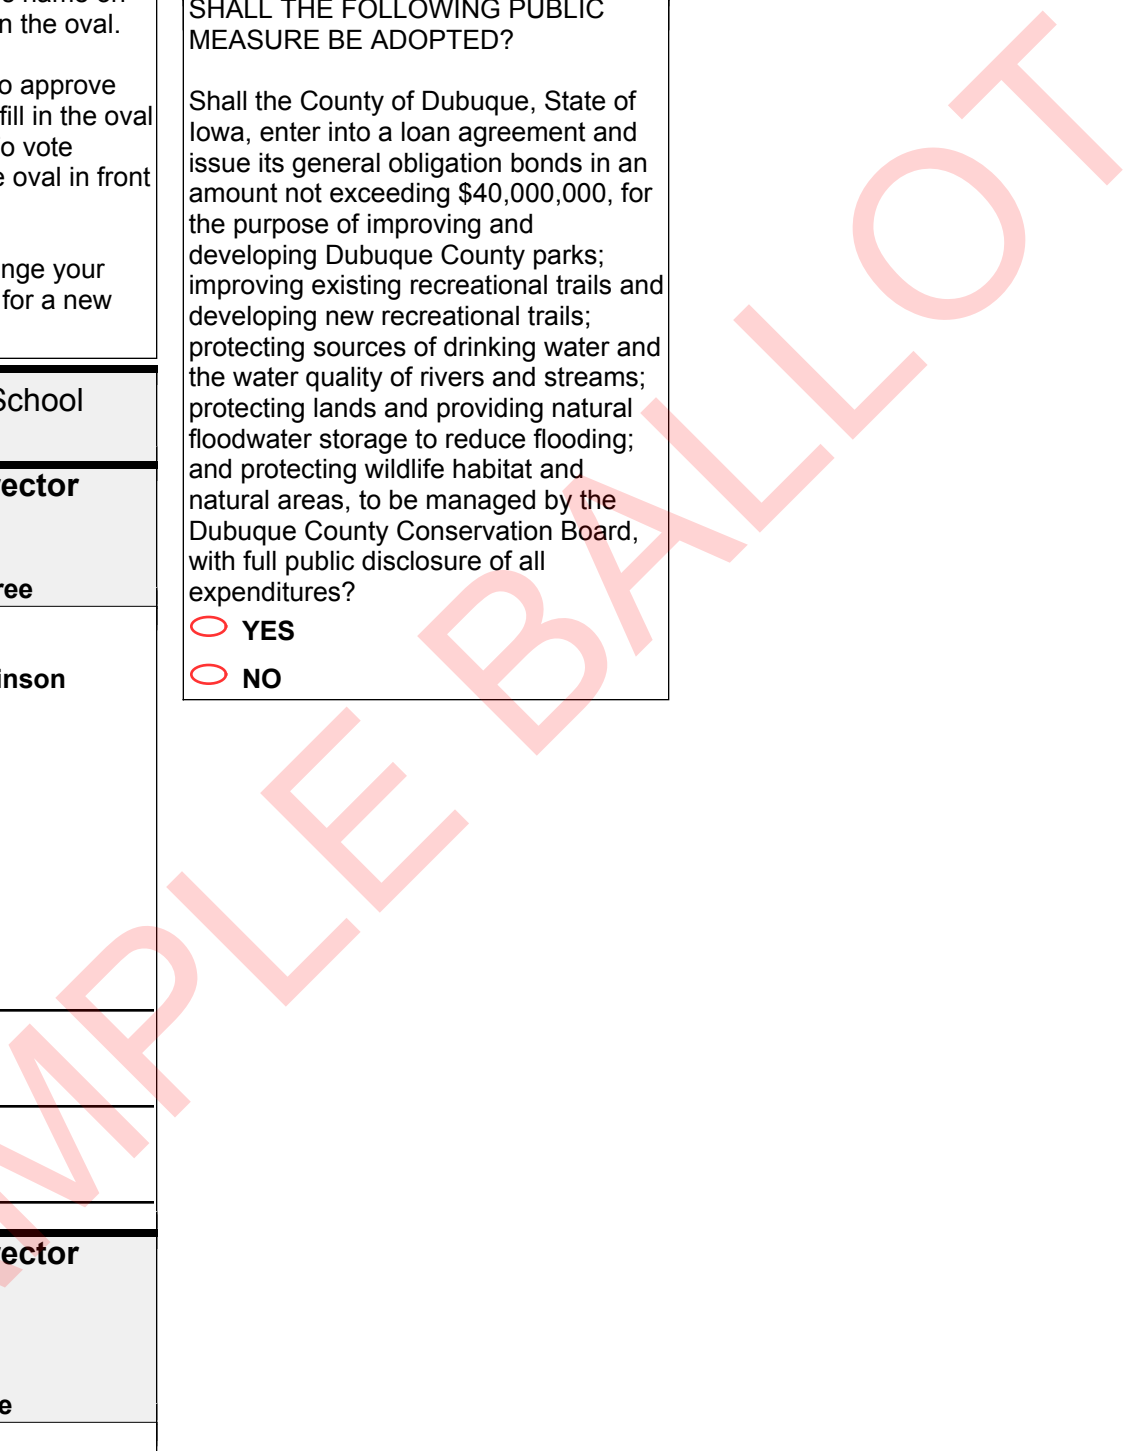 n the oval.
o approve
fill in the oval
o vote
e oval in front
nge your
for a new
School
ector
ree
inson
ector
e
SHALL THE FOLLOWING PUBLIC
MEASURE BE ADOPTED?
Shall the County of Dubuque, State of
Iowa, enter into a loan agreement and
issue its general obligation bonds in an
amount not exceeding $40,000,000, for
the purpose of improving and
developing Dubuque County parks;
improving existing recreational trails and
developing new recreational trails;
protecting sources of drinking water and
the water quality of rivers and streams;
protecting lands and providing natural
floodwater storage to reduce flooding;
and protecting wildlife habitat and
natural areas, to be managed by the
Dubuque County Conservation Board,
with full public disclosure of all
expenditures?
YES
NO
MPLE BALLOT